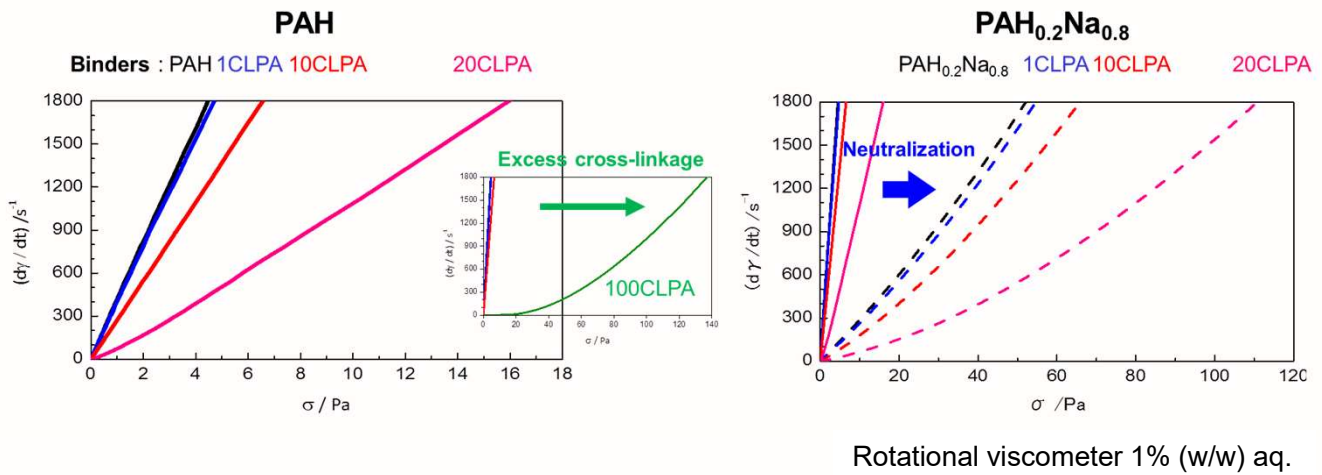 PAH
Binders : PAH 1CLPA 10CLPA 20CLPA
1800
1500
1200
900
600
300
0
(dγ / dt) /s⁻¹
0 2 4 6 8 10 12 14 16 18
σ / Pa
Excess cross-linkage
1800
1500
1200
900
600
300
0
(dγ / dt) / s⁻¹
100CLPA
0 20 40 60 80 100 120 140
σ / Pa
PAH₀.₂Na₀.₈
PAH₀.₂Na₀.₈ 1CLPA 10CLPA 20CLPA
1800
1500
1200
900
600
300
0
(dγ/dt) /s⁻¹
Neutralization
0 20 40 60 80 100 120
σ /Pa
Rotational viscometer 1% (w/w) aq.